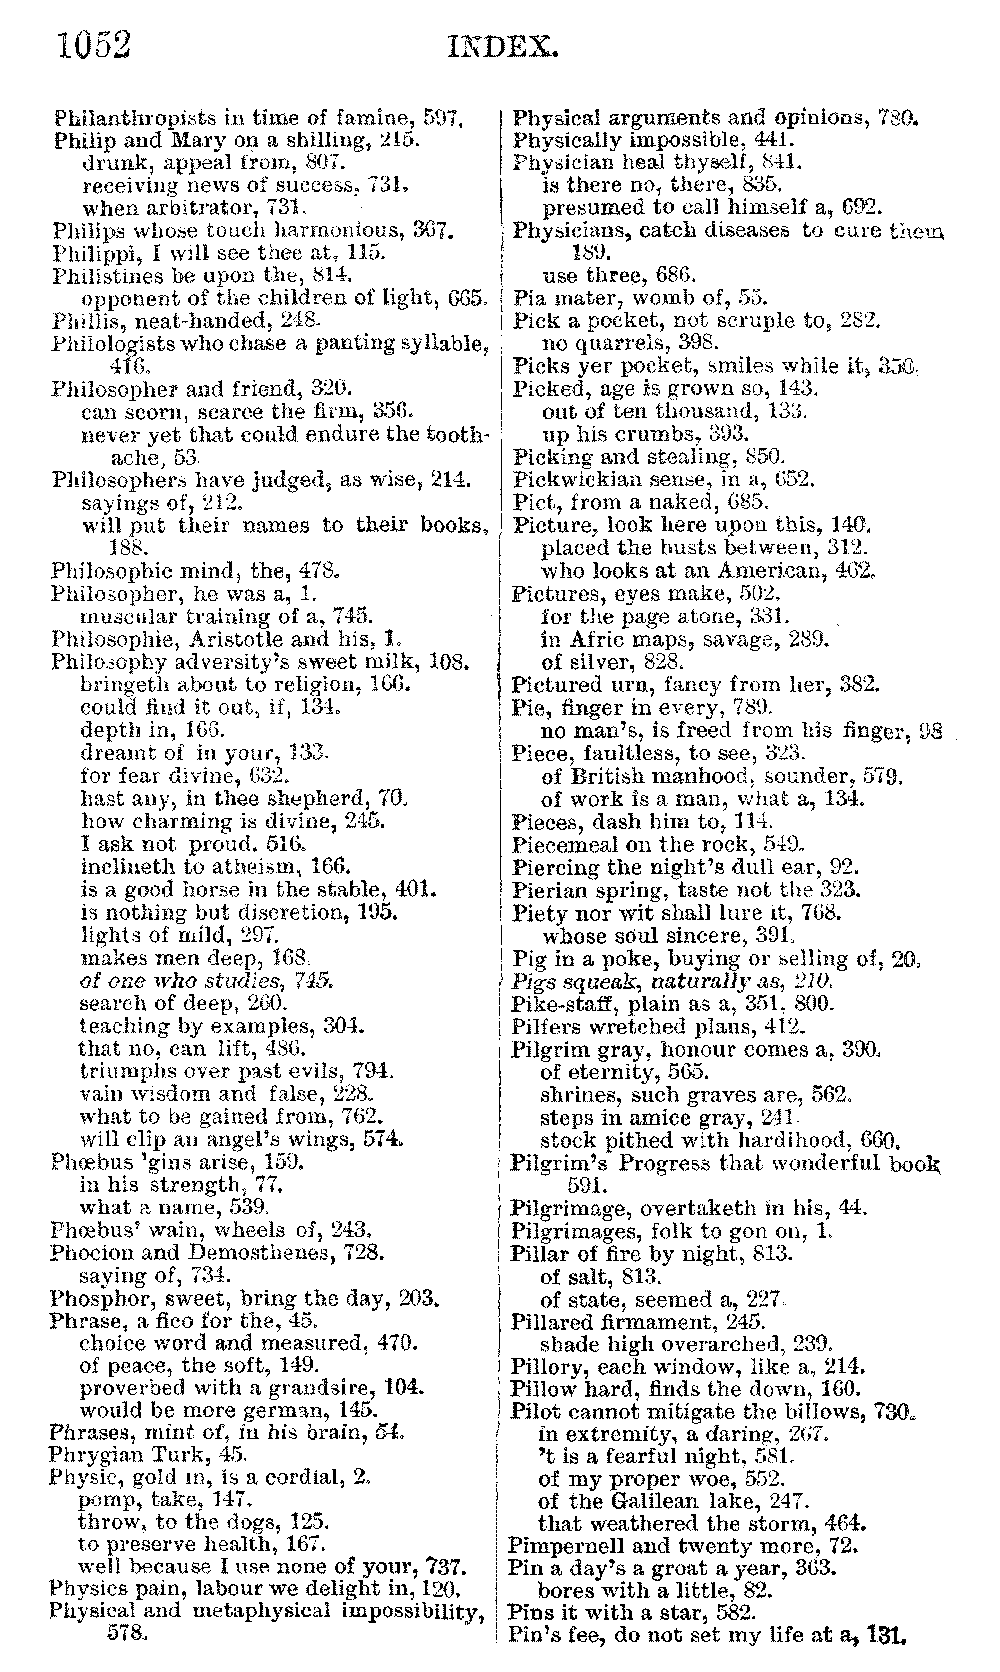 1052
INDEX.
Philanthropists in time of famine, 597.
Philip and Mary on a shilling, 215.
drunk, appeal from, 807.
receiving news of success, 731.
when arbitrator, 731.
Philips whose touch harmonious, 367.
Philippi, I will see thee at, 115.
Philistines be upon the, 814.
opponent of the children of light, 665.
Phillis, neat-handed, 248.
Philologists who chase a panting syllable,
416.
Philosopher and friend, 320.
can scorn, scarce the firm, 356.
never yet that could endure the tooth-
ache, 53.
Philosophers have judged, as wise, 214.
sayings of, 212.
will put their names to their books,
188.
Philosophic mind, the, 478.
Philosopher, he was a, 1.
muscular training of a, 745.
Philosophie, Aristotle and his, 1.
Philosophy adversity's sweet milk, 108.
bringeth about to religion, 166.
could find it out, if, 134.
depth in, 166.
dreamt of in your, 133.
for fear divine, 632.
hast any, in thee shepherd, 70.
how charming is divine, 245.
I ask not proud. 516.
inclineth to atheism, 166.
is a good horse in the stable, 401.
is nothing but discretion, 195.
lights of mild, 297.
makes men deep, 168.
of one who studies, 745.
search of deep, 260.
teaching by examples, 304.
that no, can lift, 486.
triumphs over past evils, 794.
vain wisdom and false, 228.
what to be gained from, 762.
will clip an angel's wings, 574.
Phœbus 'gins arise, 159.
in his strength, 77.
what a name, 539.
Phœbus' wain, wheels of, 243.
Phocion and Demosthenes, 728.
saying of, 734.
Phosphor, sweet, bring the day, 203.
Phrase, a fico for the, 45.
choice word and measured, 470.
of peace, the soft, 149.
proverbed with a grandsire, 104.
would be more german, 145.
Phrases, mint of, in his brain, 54.
Phrygian Turk, 45.
Physic, gold in, is a cordial, 2.
pomp, take, 147.
throw, to the dogs, 125.
to preserve health, 167.
well because I use none of your, 737.
Physics pain, labour we delight in, 120.
Physical and metaphysical impossibility,
578.
Physical arguments and opinions, 780.
Physically impossible, 441.
Physician heal thyself, 841.
is there no, there, 835.
presumed to call himself a, 692.
Physicians, catch diseases to cure them
189.
use three, 686.
Pia mater, womb of, 55.
Pick a pocket, not scruple to, 282.
no quarrels, 398.
Picks yer pocket, smiles while it, 350.
Picked, age is grown so, 143.
out of ten thousand, 133.
up his crumbs, 393.
Picking and stealing, 850.
Pickwickian sense, in a, 652.
Pict, from a naked, 685.
Picture, look here upon this, 140.
placed the busts between, 312.
who looks at an American, 462.
Pictures, eyes make, 502.
for the page atone, 331.
in Afric maps, savage, 289.
of silver, 828.
Pictured urn, fancy from her, 382.
Pie, finger in every, 789.
no man's, is freed from his finger, 98
Piece, faultless, to see, 323.
of British manhood, sounder, 579.
of work is a man, what a, 134.
Pieces, dash him to, 114.
Piecemeal on the rock, 549.
Piercing the night's dull ear, 92.
Pierian spring, taste not the 323.
Piety nor wit shall lure it, 768.
whose soul sincere, 391.
Pig in a poke, buying or selling of, 20.
Pigs squeak, naturally as, 210.
Pike-staff, plain as a, 351, 800.
Pilfers wretched plans, 412.
Pilgrim gray, honour comes a, 390.
of eternity, 565.
shrines, such graves are, 562.
steps in amice gray, 241.
stock pithed with hardihood, 660.
Pilgrim's Progress that wonderful book
591.
Pilgrimage, overtaketh in his, 44.
Pilgrimages, folk to gon on, 1.
Pillar of fire by night, 813.
of salt, 813.
of state, seemed a, 227.
Pillared firmament, 245.
shade high overarched, 239.
Pillory, each window, like a, 214.
Pillow hard, finds the down, 160.
Pilot cannot mitigate the billows, 730.
in extremity, a daring, 267.
't is a fearful night, 581.
of my proper woe, 552.
of the Galilean lake, 247.
that weathered the storm, 464.
Pimpernell and twenty more, 72.
Pin a day's a groat a year, 363.
bores with a little, 82.
Pins it with a star, 582.
Pin's fee, do not set my life at a, 131.